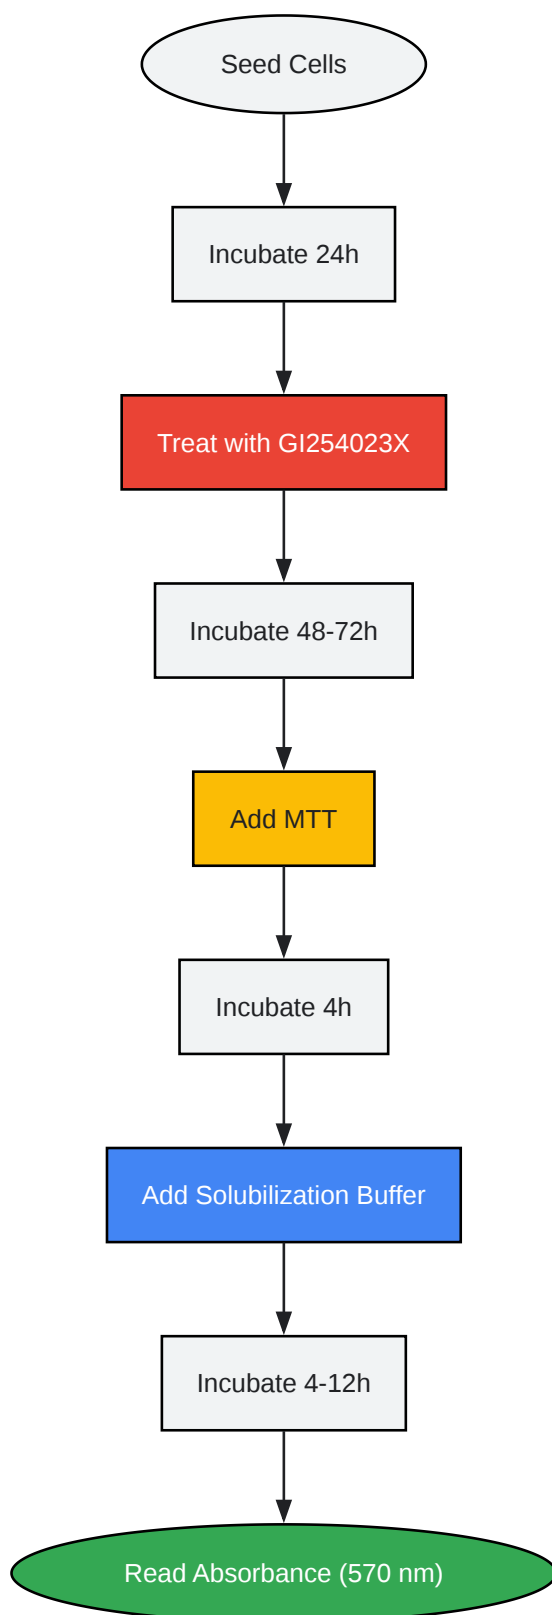 Seed Cells
Incubate 24h
Treat with GI254023X
Incubate 48-72h
Add MTT
Incubate 4h
Add Solubilization Buffer
Incubate 4-12h
Read Absorbance (570 nm)